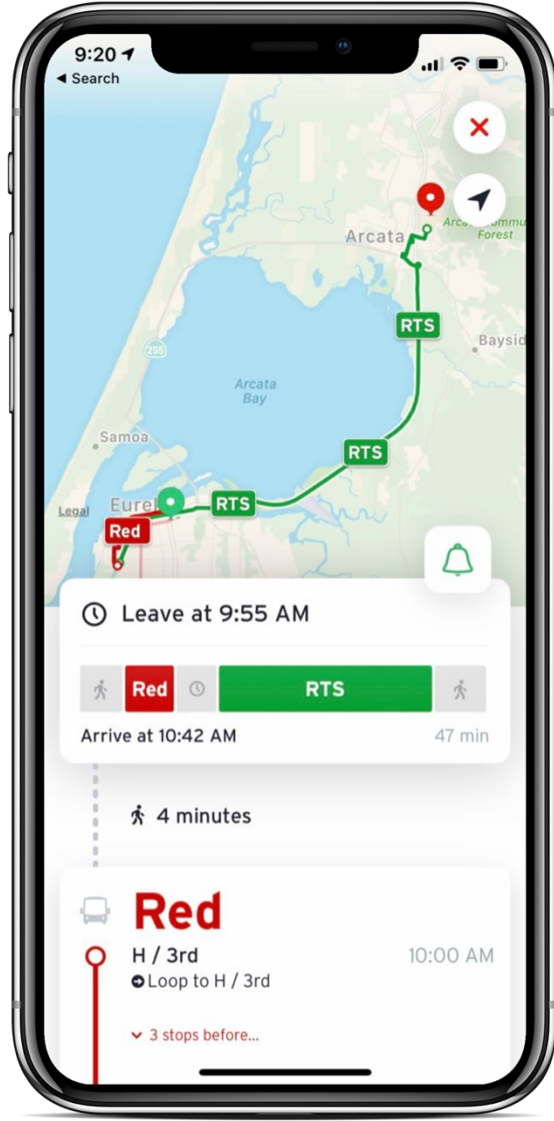 9:20
Search
Arcata
Forest
RTS
Bayside
255
Arcata
Bay
RTS
Samoa
Legal
RTS
Red
Leave at 9:55 AM
Red
RTS
Arrive at 10:42 AM
47 min
4 minutes
Red
H / 3rd
10:00 AM
Loop to H / 3rd
3 stops before...